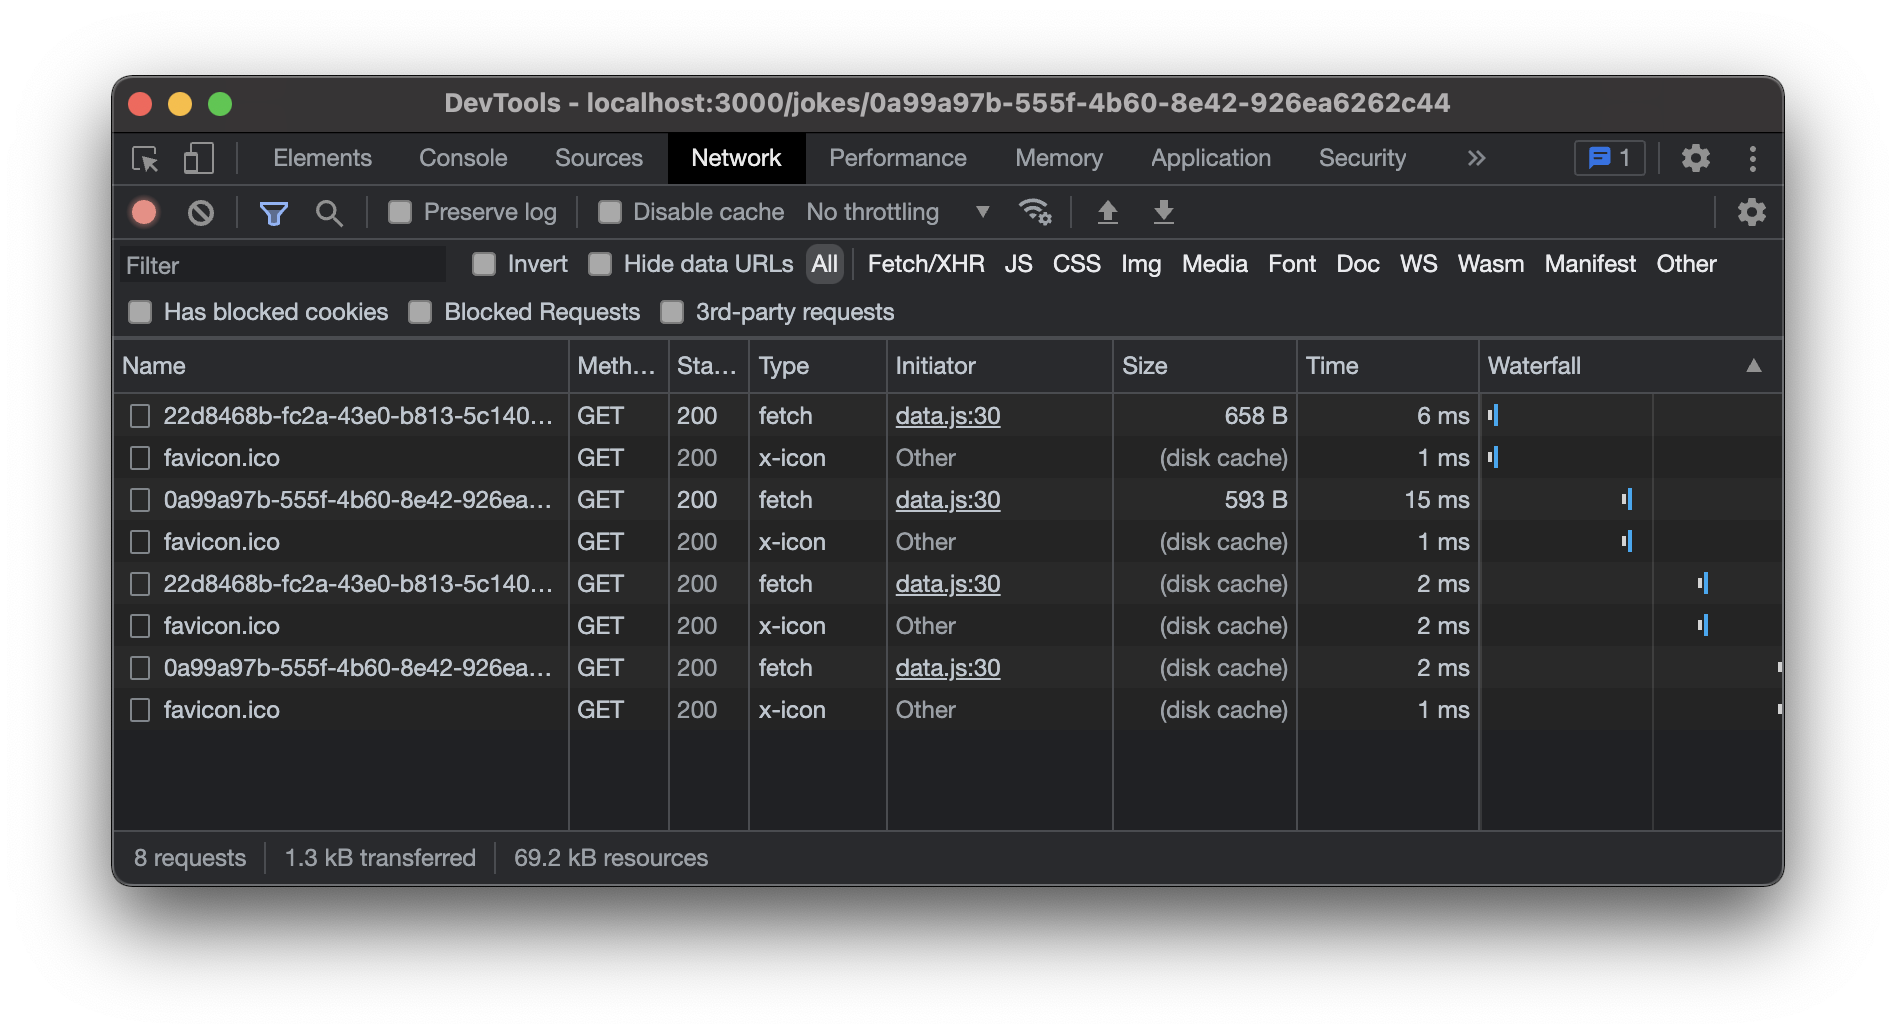 DevTools - localhost:3000/jokes/0a99a97b-555f-4b60-8e42-926ea6262c44
Elements Console Sources Network Performance Memory Application Security » 1
Preserve log Disable cache No throttling
Filter Invert Hide data URLs All Fetch/XHR JS CSS Img Media Font Doc WS Wasm Manifest Other
Has blocked cookies Blocked Requests 3rd-party requests
Name Meth… Sta… Type Initiator Size Time Waterfall
22d8468b-fc2a-43e0-b813-5c140… GET 200 fetch data.js:30 658 B 6 ms
favicon.ico GET 200 x-icon Other (disk cache) 1 ms
0a99a97b-555f-4b60-8e42-926ea… GET 200 fetch data.js:30 593 B 15 ms
favicon.ico GET 200 x-icon Other (disk cache) 1 ms
22d8468b-fc2a-43e0-b813-5c140… GET 200 fetch data.js:30 (disk cache) 2 ms
favicon.ico GET 200 x-icon Other (disk cache) 2 ms
0a99a97b-555f-4b60-8e42-926ea… GET 200 fetch data.js:30 (disk cache) 2 ms
favicon.ico GET 200 x-icon Other (disk cache) 1 ms
8 requests 1.3 kB transferred 69.2 kB resources